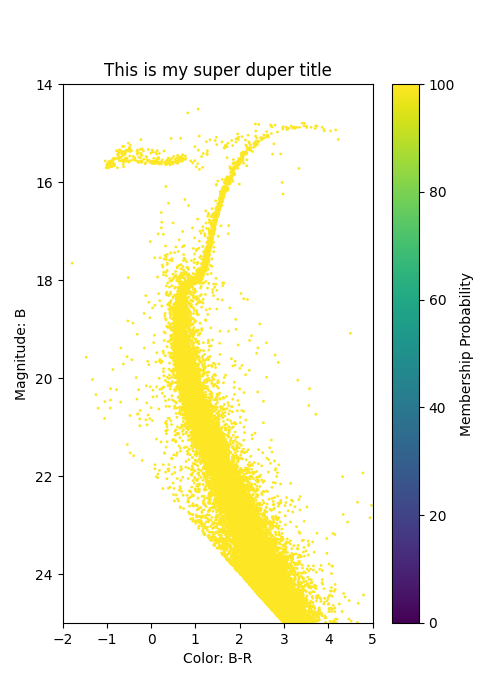 This is my super duper title
14
16
18
20
22
24
Magnitude: B
−2 −1 0 1 2 3 4 5
Color: B-R
100
80
60
40
20
0
Membership Probability